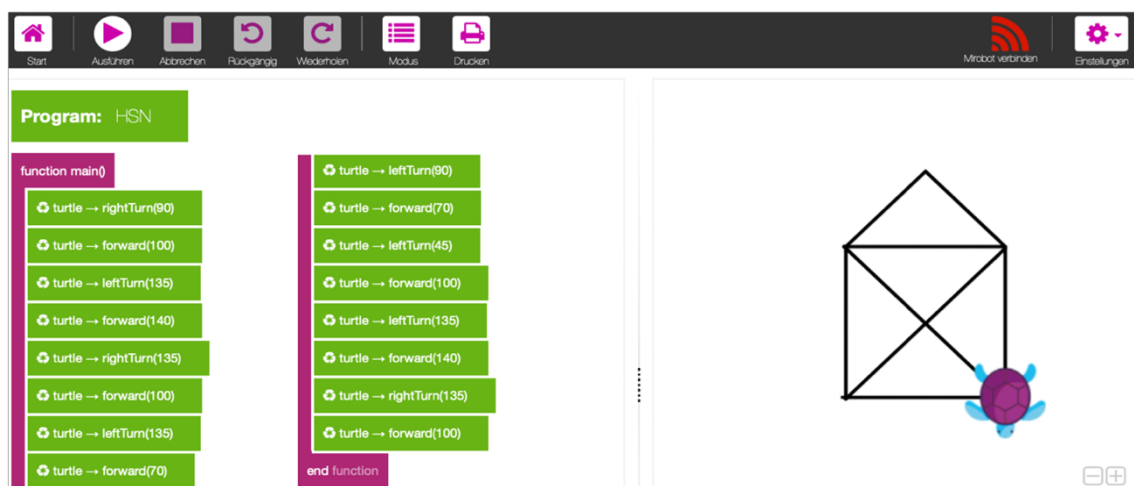 Start
Ausführen
Abbrechen
Rückgängig
Wiederholen
Modus
Drucken
Mirobot verbinden
Einstellungen
Program: HSN
function main()
turtle → rightTurn(90)
turtle → forward(100)
turtle → leftTurn(135)
turtle → forward(140)
turtle → rightTurn(135)
turtle → forward(100)
turtle → leftTurn(135)
turtle → forward(70)
turtle → leftTurn(90)
turtle → forward(70)
turtle → leftTurn(45)
turtle → forward(100)
turtle → leftTurn(135)
turtle → forward(140)
turtle → rightTurn(135)
turtle → forward(100)
end function